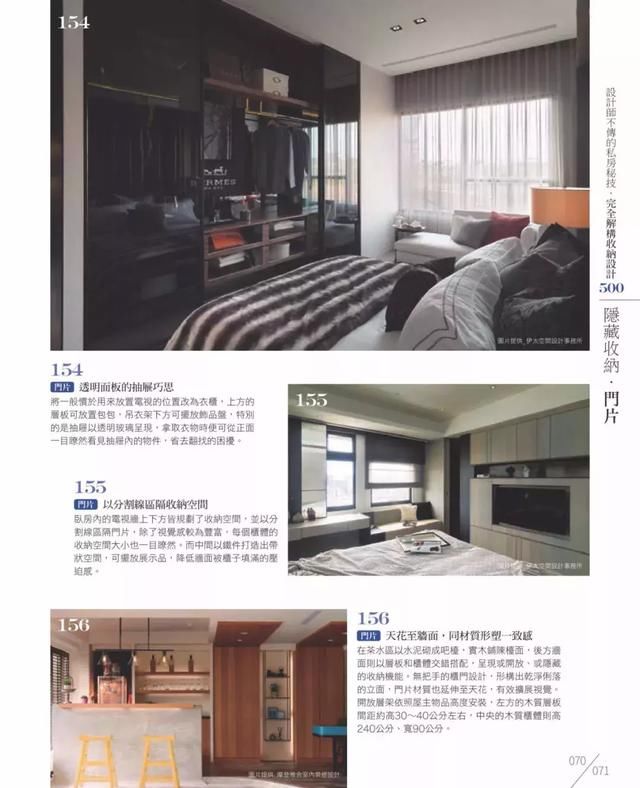 154
HERMES
圖片提供_伊太空間設計事務所
設計師不傳的私房秘技．完全解構收納設計
500
隱藏收納．門片
154
門片 透明面板的抽屜巧思
將一般慣於用來放置電視的位置改為衣櫃，上方的
層板可放置包包，吊衣架下方可擺放飾品盤，特別
的是抽屜以透明玻璃呈現，拿取衣物時便可從正面
一目瞭然看見抽屜內的物件，省去翻找的困擾。
155
圖片提供_伊太空間設計事務所
155
門片 以分割線區隔收納空間
臥房內的電視牆上下方皆規劃了收納空間，並以分
割線區隔門片，除了視覺感較為豐富，每個櫃體的
收納空間大小也一目瞭然。而中間以鐵件打造出帶
狀空間，可擺放展示品，降低牆面被櫃子填滿的壓
迫感。
156
圖片提供_摩登雅舍室內裝修設計
156
門片 天花至牆面，同材質形塑一致感
在茶水區以水泥砌成吧檯，實木鋪陳檯面，後方牆
面則以層板和櫃體交錯搭配，呈現或開放、或隱藏
的收納機能。無把手的櫃門設計，形構出乾淨俐落
的立面，門片材質也延伸至天花，有效擴展視覺。
開放層架依照屋主物品高度安裝，左方的木質層板
間距約高30～40公分左右，中央的木質櫃體則高
240公分、寬90公分。
070
071